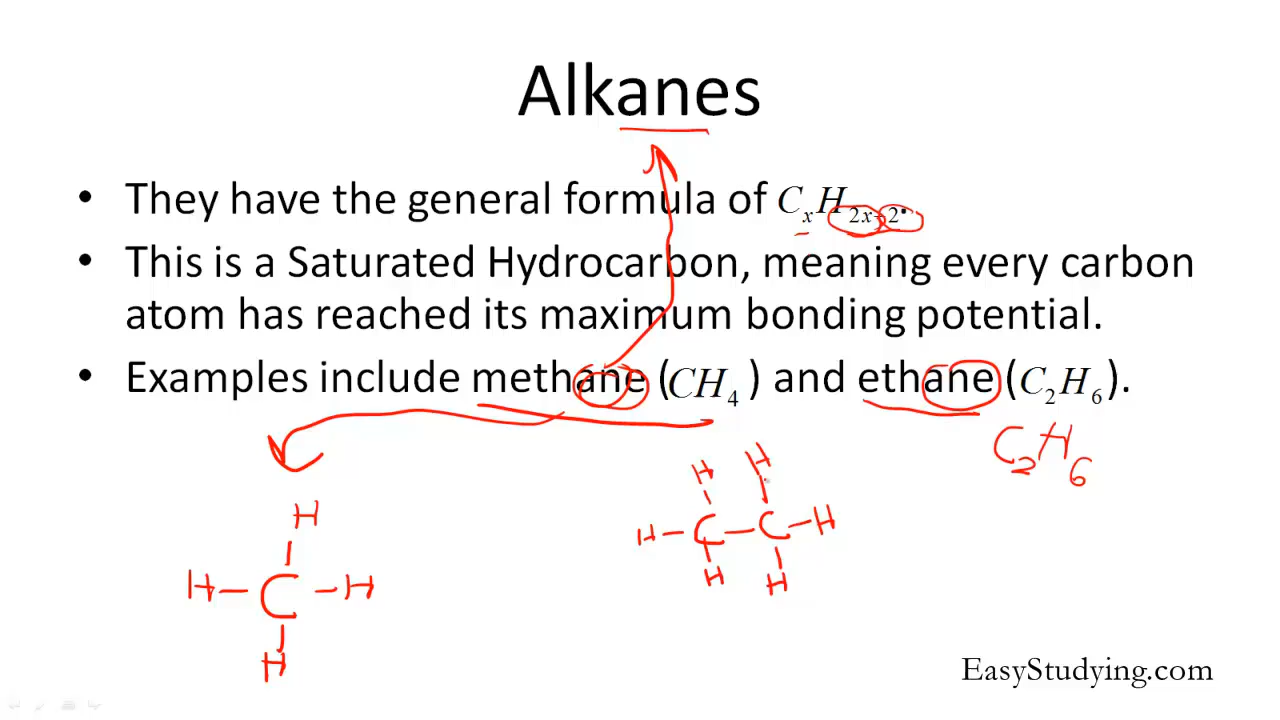 Alkanes
• They have the general formula of CₓH₂ₓ₊₂.
• This is a Saturated Hydrocarbon, meaning every carbon
atom has reached its maximum bonding potential.
• Examples include methane (CH₄) and ethane (C₂H₆).
C₂H₆
H H
H – C – C – H
H H
H
H – C – H
H
EasyStudying.com